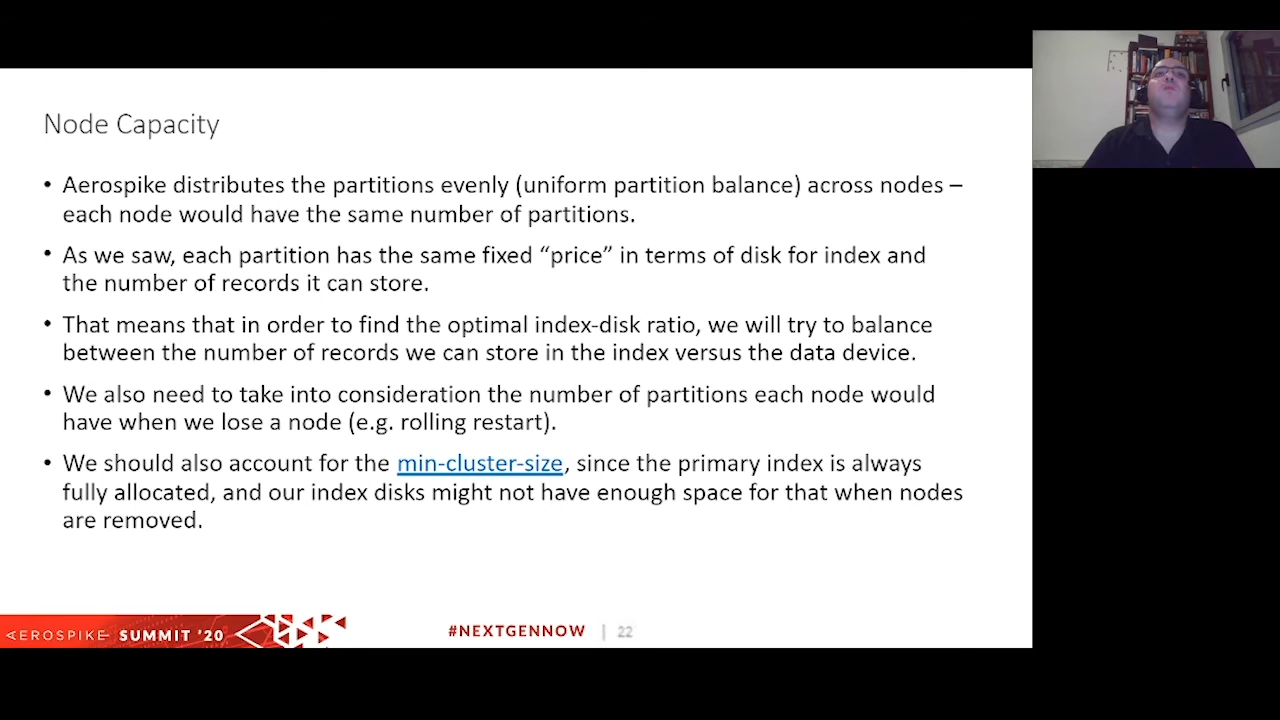 Node Capacity
• Aerospike distributes the partitions evenly (uniform partition balance) across nodes –
each node would have the same number of partitions.
• As we saw, each partition has the same fixed “price” in terms of disk for index and
the number of records it can store.
• That means that in order to find the optimal index-disk ratio, we will try to balance
between the number of records we can store in the index versus the data device.
• We also need to take into consideration the number of partitions each node would
have when we lose a node (e.g. rolling restart).
• We should also account for the min-cluster-size, since the primary index is always
fully allocated, and our index disks might not have enough space for that when nodes
are removed.
AEROSPIKE SUMMIT '20
#NEXTGENNOW | 22